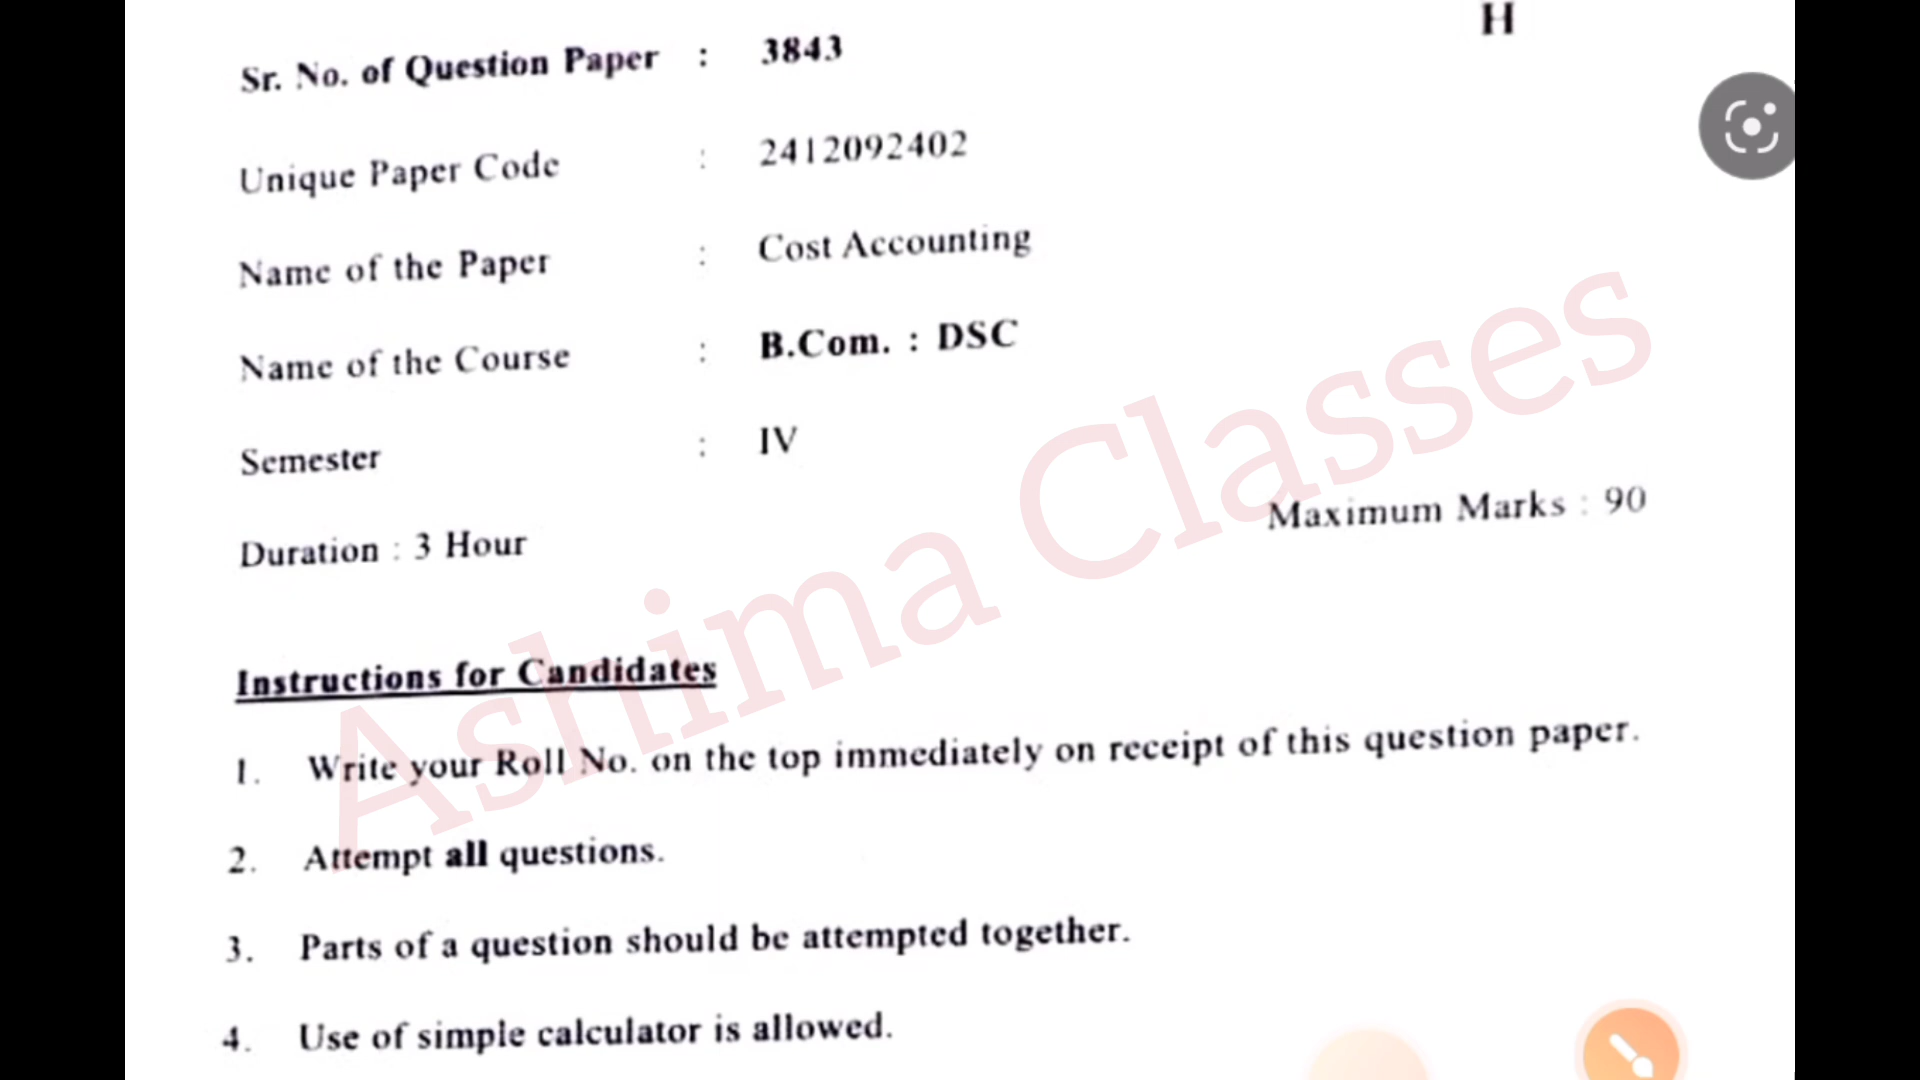 H
Sr. No. of Question Paper : 3843
Unique Paper Code : 2412092402
Name of the Paper : Cost Accounting
Name of the Course : B.Com. : DSC
Semester : IV
Duration : 3 Hour Maximum Marks : 90
Instructions for Candidates
1. Write your Roll No. on the top immediately on receipt of this question paper.
2. Attempt all questions.
3. Parts of a question should be attempted together.
4. Use of simple calculator is allowed.
Ashima Classes